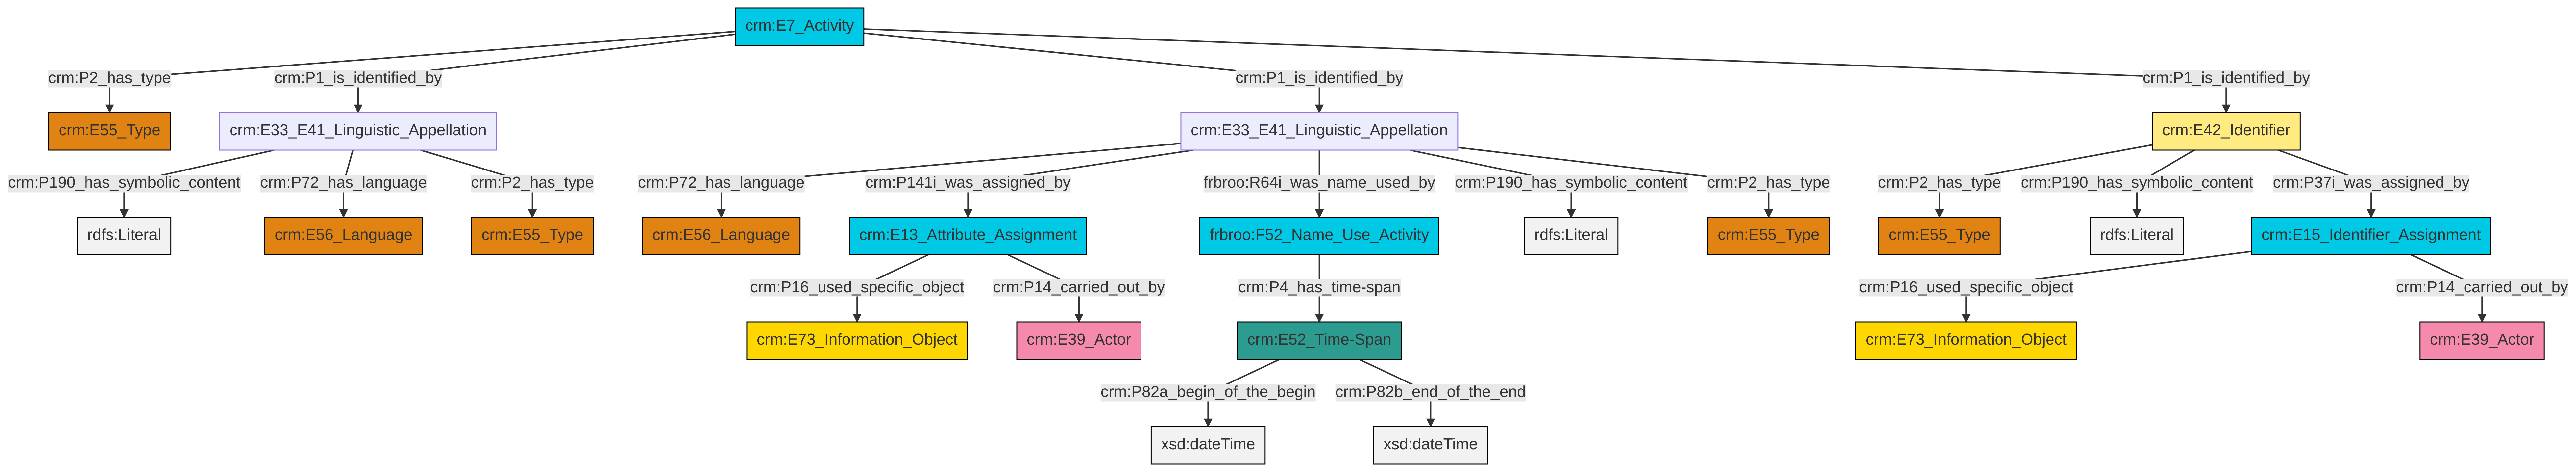 crm:E7_Activity
crm:P2_has_type
crm:P1_is_identified_by
crm:P1_is_identified_by
crm:P1_is_identified_by
crm:E55_Type
crm:E33_E41_Linguistic_Appellation
crm:E33_E41_Linguistic_Appellation
crm:E42_Identifier
crm:P190_has_symbolic_content
crm:P72_has_language
crm:P2_has_type
crm:P72_has_language
crm:P141i_was_assigned_by
frbroo:R64i_was_name_used_by
crm:P190_has_symbolic_content
crm:P2_has_type
crm:P2_has_type
crm:P190_has_symbolic_content
crm:P37i_was_assigned_by
rdfs:Literal
crm:E56_Language
crm:E55_Type
crm:E56_Language
crm:E13_Attribute_Assignment
frbroo:F52_Name_Use_Activity
rdfs:Literal
crm:E55_Type
crm:E55_Type
rdfs:Literal
crm:E15_Identifier_Assignment
crm:P16_used_specific_object
crm:P14_carried_out_by
crm:P4_has_time-span
crm:P16_used_specific_object
crm:P14_carried_out_by
crm:E73_Information_Object
crm:E39_Actor
crm:E52_Time-Span
crm:E73_Information_Object
crm:E39_Actor
crm:P82a_begin_of_the_begin
crm:P82b_end_of_the_end
xsd:dateTime
xsd:dateTime